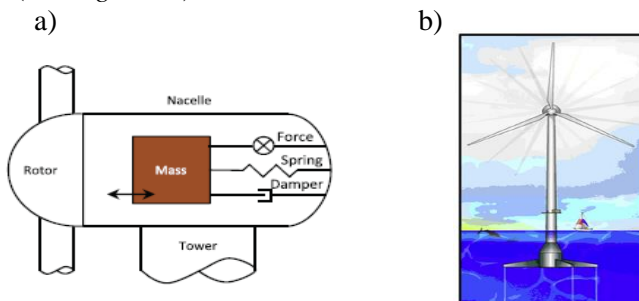 a)
b)
Nacelle
Force
Spring
Rotor
Mass
Damper
Tower